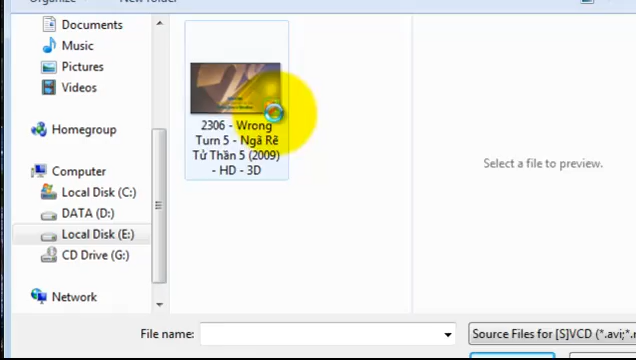 Documents
Music
Pictures
Videos
Homegroup
Computer
Local Disk (C:)
DATA (D:)
Local Disk (E:)
CD Drive (G:)
Network
2306 - Wrong
Turn 5 - Ngã Rẽ
Tử Thần 5 (2009)
- HD - 3D
Select a file to preview.
File name:
Source Files for [S]VCD (*.avi;*.